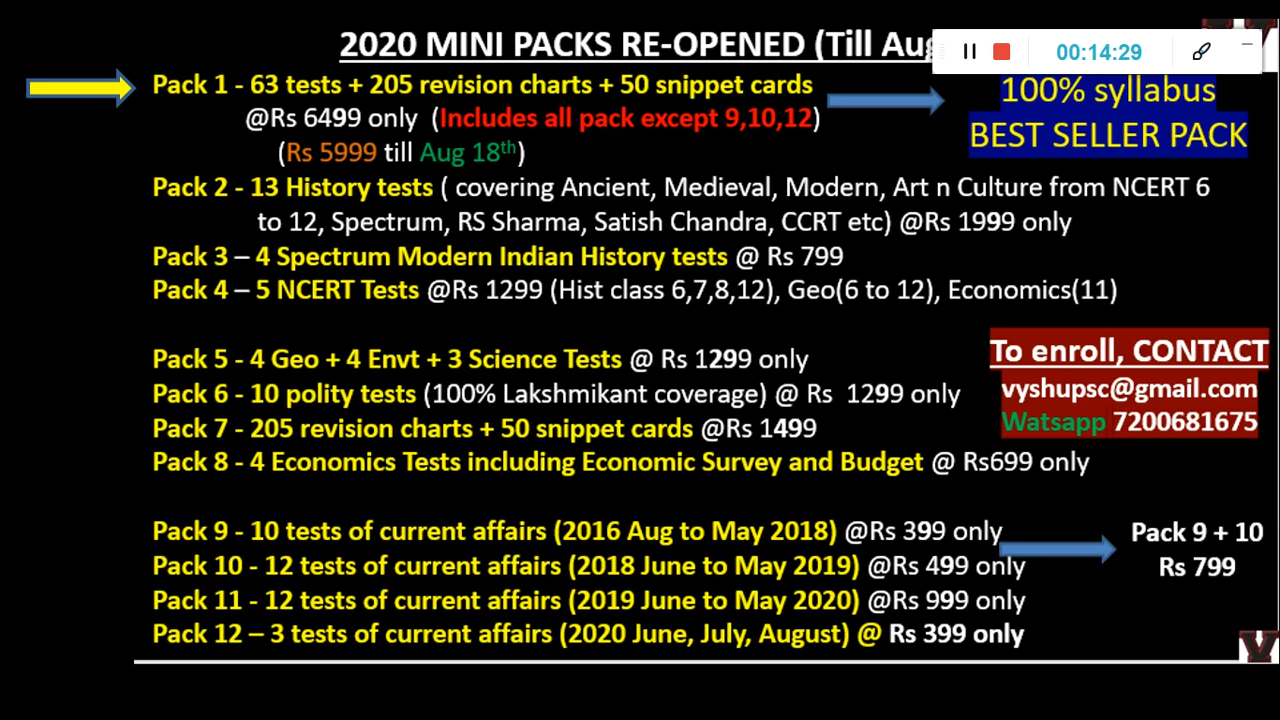 2020 MINI PACKS RE-OPENED (Till Aug
00:14:29
Pack 1 - 63 tests + 205 revision charts + 50 snippet cards
@Rs 6499 only (Includes all pack except 9,10,12)
(Rs 5999 till Aug 18th)
100% syllabus
BEST SELLER PACK
Pack 2 - 13 History tests ( covering Ancient, Medieval, Modern, Art n Culture from NCERT 6
to 12, Spectrum, RS Sharma, Satish Chandra, CCRT etc) @Rs 1999 only
Pack 3 – 4 Spectrum Modern Indian History tests @ Rs 799
Pack 4 – 5 NCERT Tests @Rs 1299 (Hist class 6,7,8,12), Geo(6 to 12), Economics(11)
Pack 5 - 4 Geo + 4 Envt + 3 Science Tests @ Rs 1299 only
Pack 6 - 10 polity tests (100% Lakshmikant coverage) @ Rs 1299 only
Pack 7 - 205 revision charts + 50 snippet cards @Rs 1499
Pack 8 - 4 Economics Tests including Economic Survey and Budget @ Rs699 only
To enroll, CONTACT
vyshupsc@gmail.com
Watsapp 7200681675
Pack 9 - 10 tests of current affairs (2016 Aug to May 2018) @Rs 399 only
Pack 10 - 12 tests of current affairs (2018 June to May 2019) @Rs 499 only
Pack 11 - 12 tests of current affairs (2019 June to May 2020) @Rs 999 only
Pack 12 – 3 tests of current affairs (2020 June, July, August) @ Rs 399 only
Pack 9 + 10
Rs 799